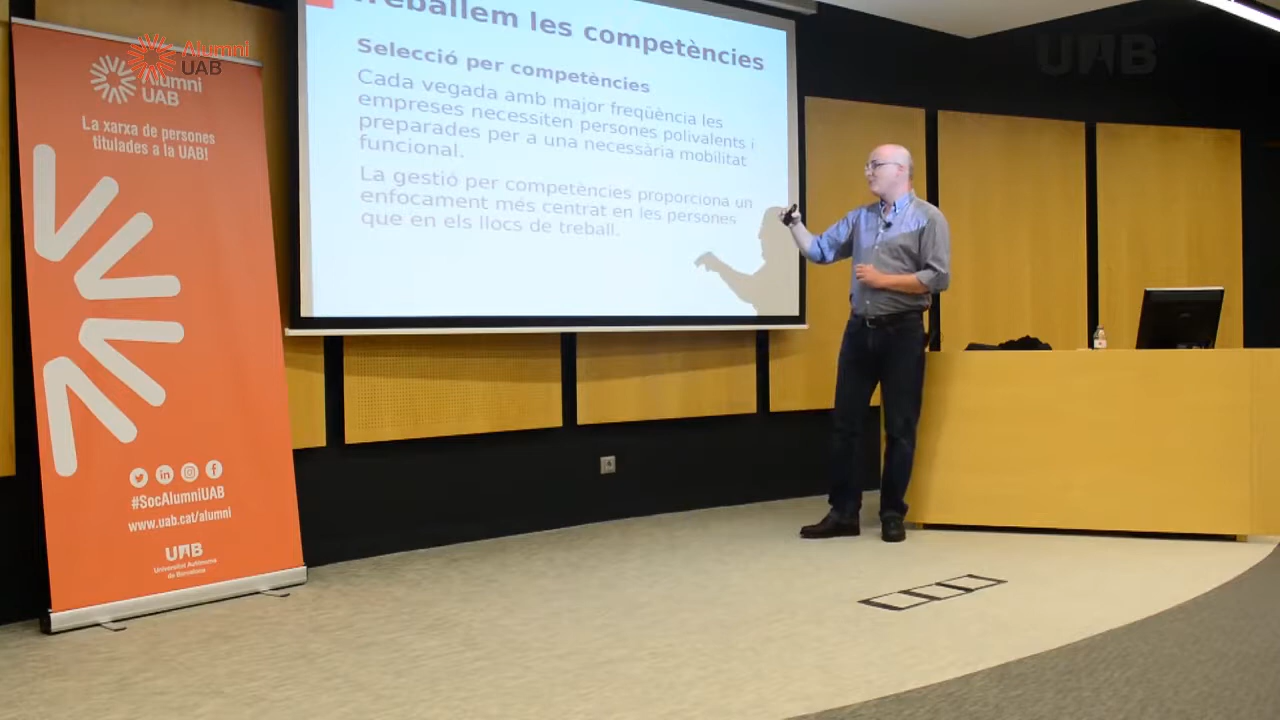 Alumni
UAB
Alumni
UAB
La xarxa de persones
titulades a la UAB!
#SocAlumniUAB
www.uab.cat/alumni
UAB
Universitat Autònoma
de Barcelona
Treballem les competències
Selecció per competències
Cada vegada amb major freqüència les
empreses necessiten persones polivalents i
preparades per a una necessària mobilitat
funcional.
La gestió per competències proporciona un
enfocament més centrat en les persones
que en els llocs de treball.
UAB